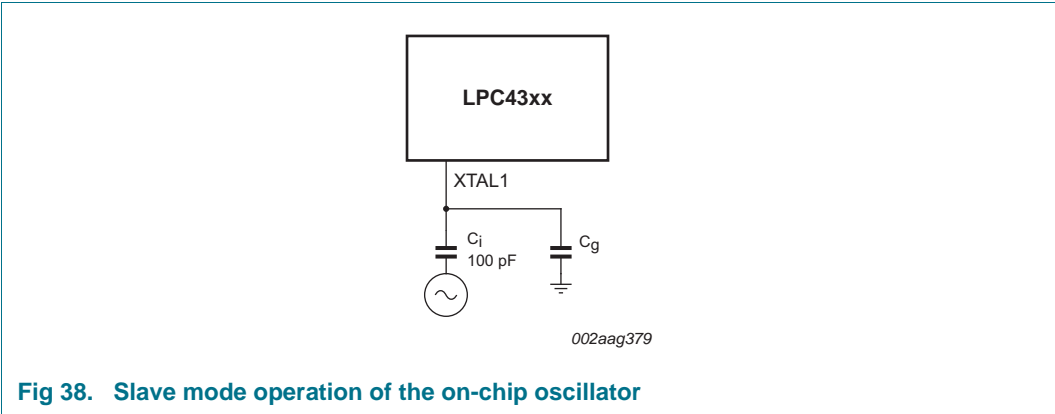 LPC43xx
XTAL1
Ci
100 pF
Cg
002aag379
Fig 38. Slave mode operation of the on-chip oscillator